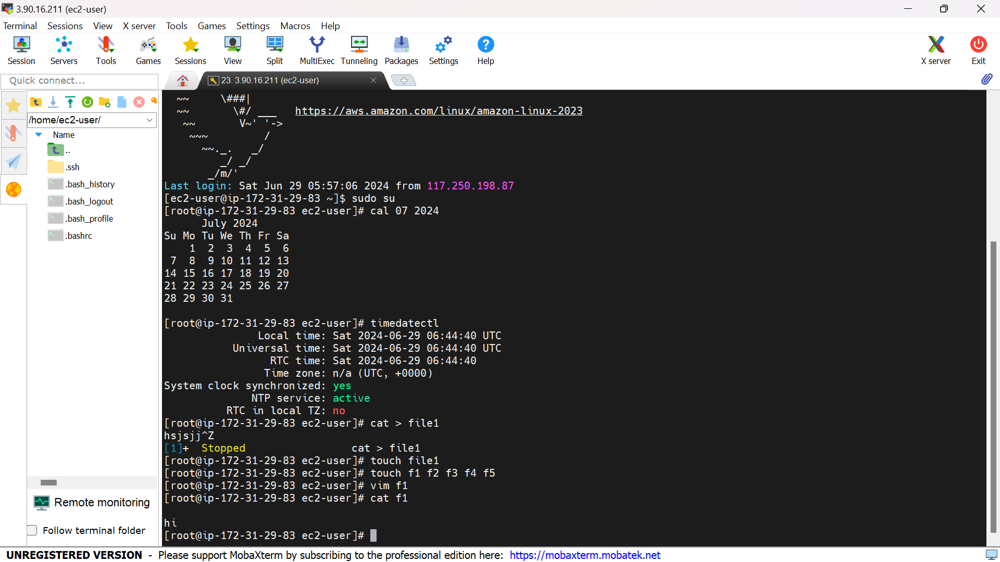 3.90.16.211 (ec2-user)
Terminal Sessions View X server Tools Games Settings Macros Help
Session Servers Tools Games Sessions View Split MultiExec Tunneling Packages Settings Help X server Exit
Quick connect...
23. 3.90.16.211 (ec2-user)
/home/ec2-user/
Name
..
.ssh
.bash_history
.bash_logout
.bash_profile
.bashrc
Remote monitoring
Follow terminal folder
  ~~     \###|
  ~~       \#/ ___   https://aws.amazon.com/linux/amazon-linux-2023
   ~~       V~' '->
    ~~~         /
      ~~._.   _/
         _/ _/
       _/m/'
Last login: Sat Jun 29 05:57:06 2024 from 117.250.198.87
[ec2-user@ip-172-31-29-83 ~]$ sudo su
[root@ip-172-31-29-83 ec2-user]# cal 07 2024
      July 2024
Su Mo Tu We Th Fr Sa
    1  2  3  4  5  6
 7  8  9 10 11 12 13
14 15 16 17 18 19 20
21 22 23 24 25 26 27
28 29 30 31
[root@ip-172-31-29-83 ec2-user]# timedatectl
               Local time: Sat 2024-06-29 06:44:40 UTC
           Universal time: Sat 2024-06-29 06:44:40 UTC
                 RTC time: Sat 2024-06-29 06:44:40
                Time zone: n/a (UTC, +0000)
System clock synchronized: yes
              NTP service: active
          RTC in local TZ: no
[root@ip-172-31-29-83 ec2-user]# cat > file1
hsjsjj^Z
[1]+  Stopped                 cat > file1
[root@ip-172-31-29-83 ec2-user]# touch file1
[root@ip-172-31-29-83 ec2-user]# touch f1 f2 f3 f4 f5
[root@ip-172-31-29-83 ec2-user]# vim f1
[root@ip-172-31-29-83 ec2-user]# cat f1
hi
[root@ip-172-31-29-83 ec2-user]#
UNREGISTERED VERSION - Please support MobaXterm by subscribing to the professional edition here: https://mobaxterm.mobatek.net